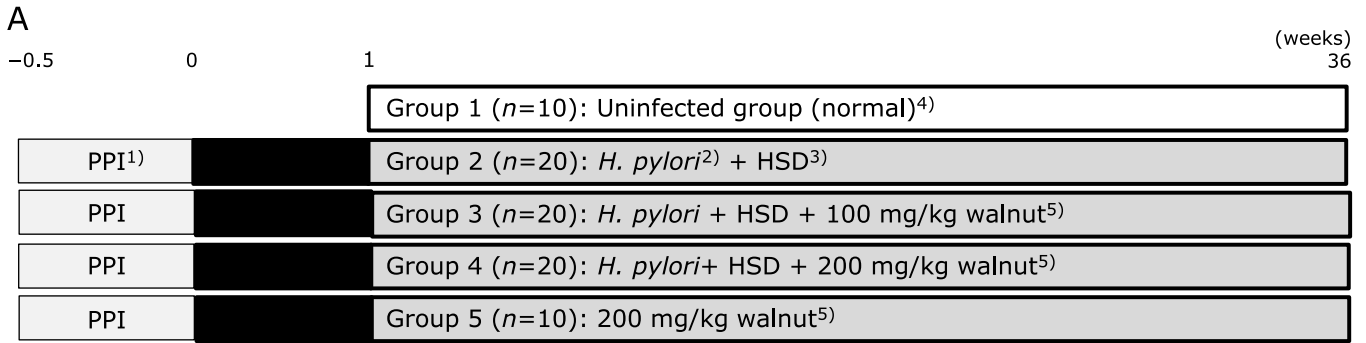 A
(weeks)
−0.5 0 1 36
Group 1 (n=10): Uninfected group (normal)4)
PPI1) Group 2 (n=20): H. pylori2) + HSD3)
PPI Group 3 (n=20): H. pylori + HSD + 100 mg/kg walnut5)
PPI Group 4 (n=20): H. pylori+ HSD + 200 mg/kg walnut5)
PPI Group 5 (n=10): 200 mg/kg walnut5)